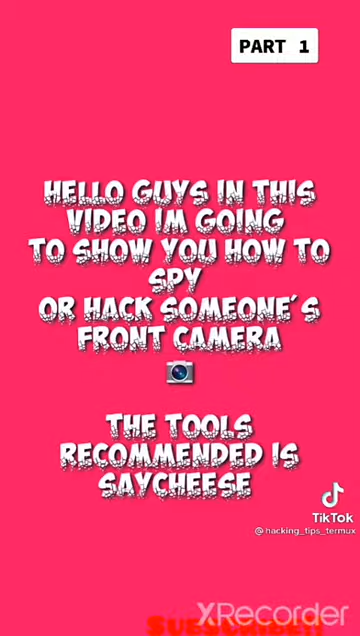 PART 1
HELLO GUYS IN THIS
VIDEO IM GOING
TO SHOW YOU HOW TO
SPY
OR HACK SOMEONE'S
FRONT CAMERA
THE TOOLS
RECOMMENDED IS
SAYCHEESE
TikTok
@hacking_tips_termux
XRecorder